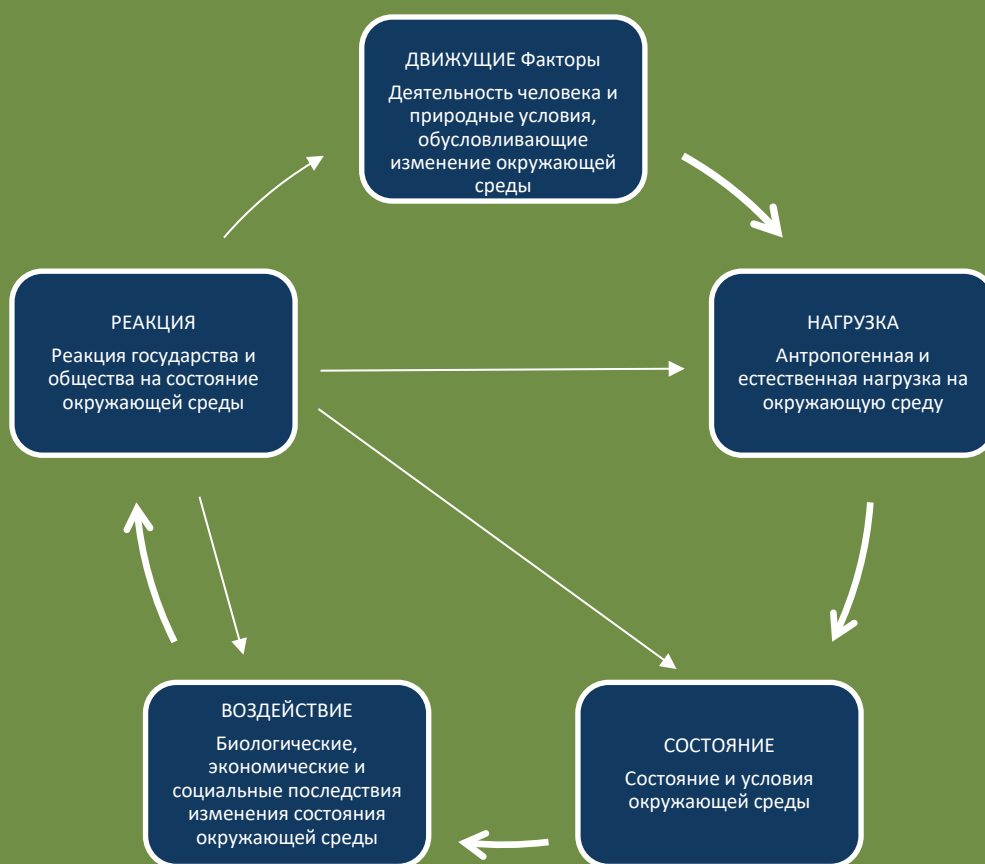 ДВИЖУЩИЕ Факторы
Деятельность человека и
природные условия,
обусловливающие
изменение окружающей
среды
РЕАКЦИЯ
Реакция государства и
общества на состояние
окружающей среды
НАГРУЗКА
Антропогенная и
естественная нагрузка на
окружающую среду
ВОЗДЕЙСТВИЕ
Биологические,
экономические и
социальные последствия
изменения состояния
окружающей среды
СОСТОЯНИЕ
Состояние и условия
окружающей среды